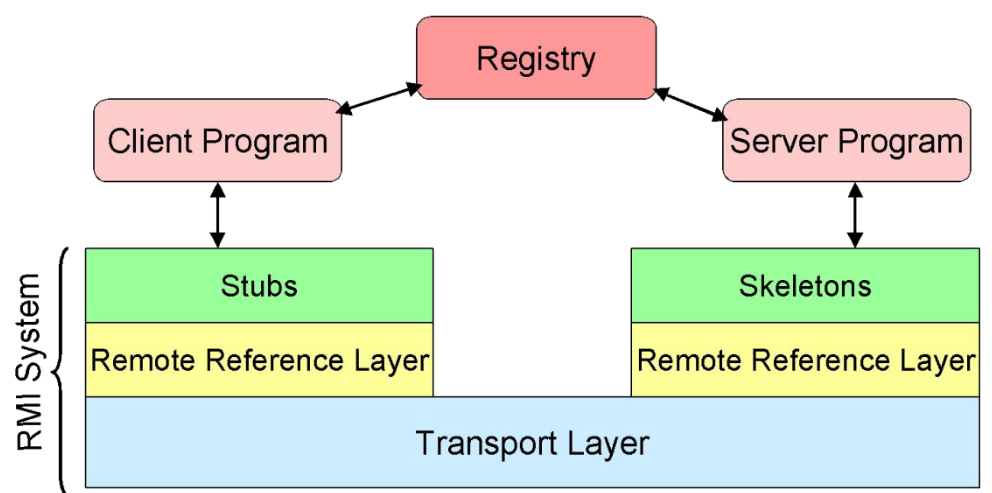 Registry
Client Program
Server Program
RMI System
Stubs
Skeletons
Remote Reference Layer
Remote Reference Layer
Transport Layer